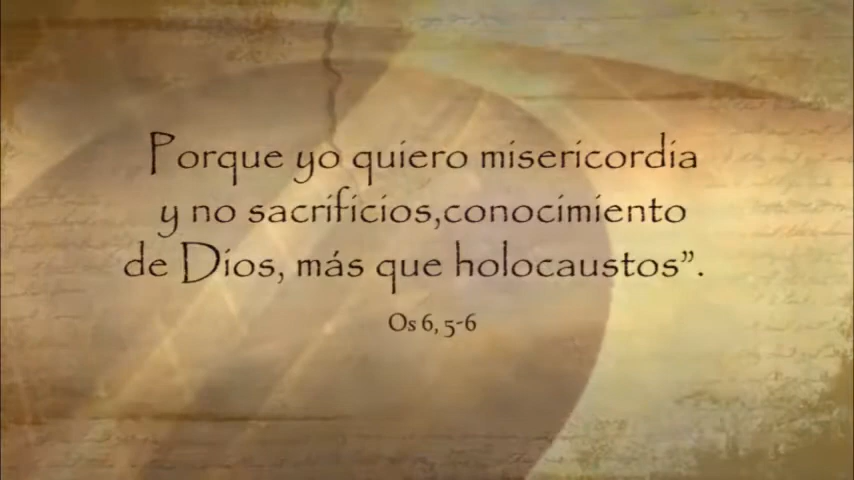 Porque yo quiero misericordia
y no sacrificios,conocimiento
de Dios, más que holocaustos”.
Os 6, 5-6